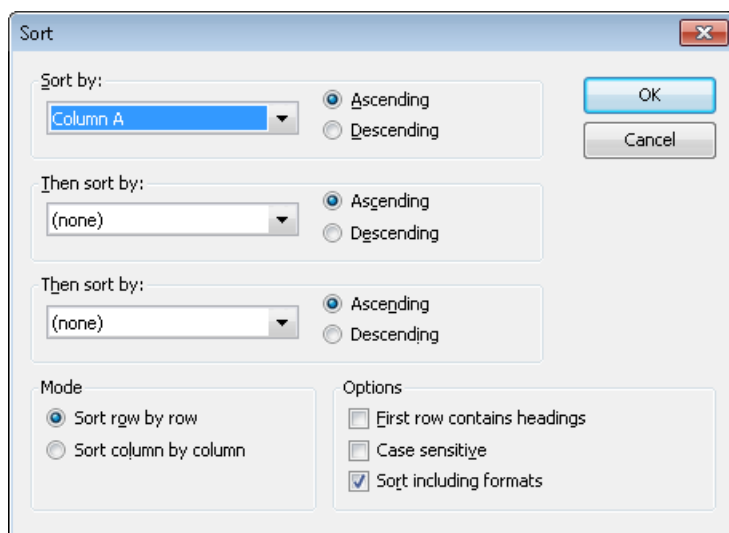 Sort
Sort by:
Column A
Ascending
Descending
OK
Cancel
Then sort by:
(none)
Ascending
Descending
Then sort by:
(none)
Ascending
Descending
Mode
Sort row by row
Sort column by column
Options
First row contains headings
Case sensitive
Sort including formats